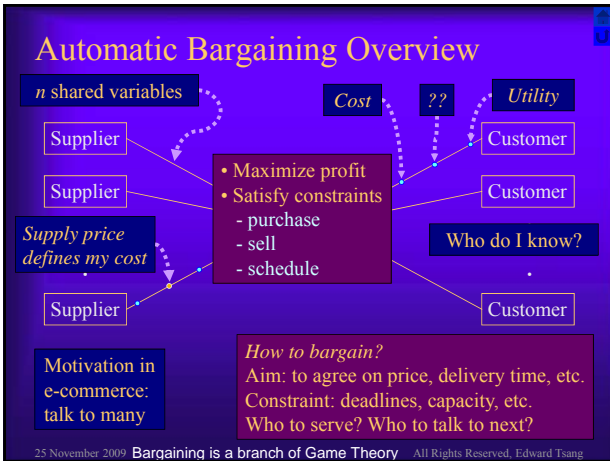 Automatic Bargaining Overview
n shared variables
Cost
??
Utility
Supplier
Customer
• Maximize profit
• Satisfy constraints
- purchase
- sell
- schedule
Supplier
Customer
Supply price
defines my cost
Who do I know?
Supplier
Customer
Motivation in
e-commerce:
talk to many
How to bargain?
Aim: to agree on price, delivery time, etc.
Constraint: deadlines, capacity, etc.
Who to serve? Who to talk to next?
25 November 2009 Bargaining is a branch of Game Theory All Rights Reserved, Edward Tsang